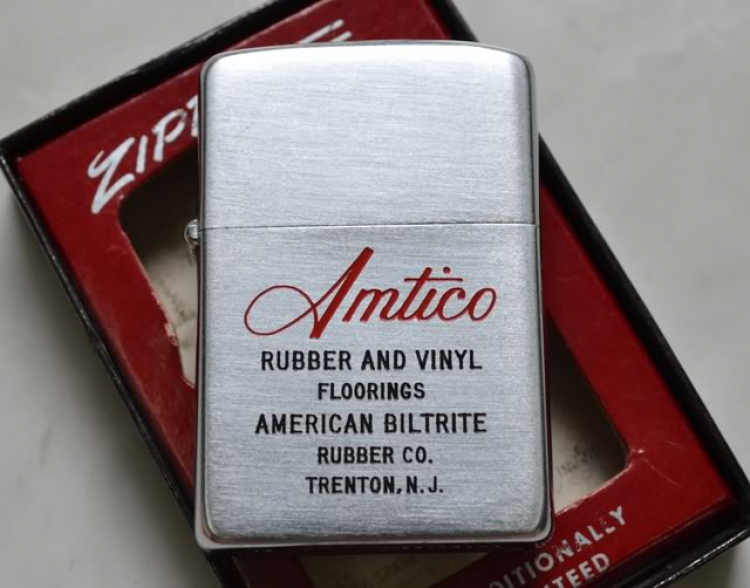 Amtico
RUBBER AND VINYL
FLOORINGS
AMERICAN BILTRITE
RUBBER CO.
TRENTON, N.J.